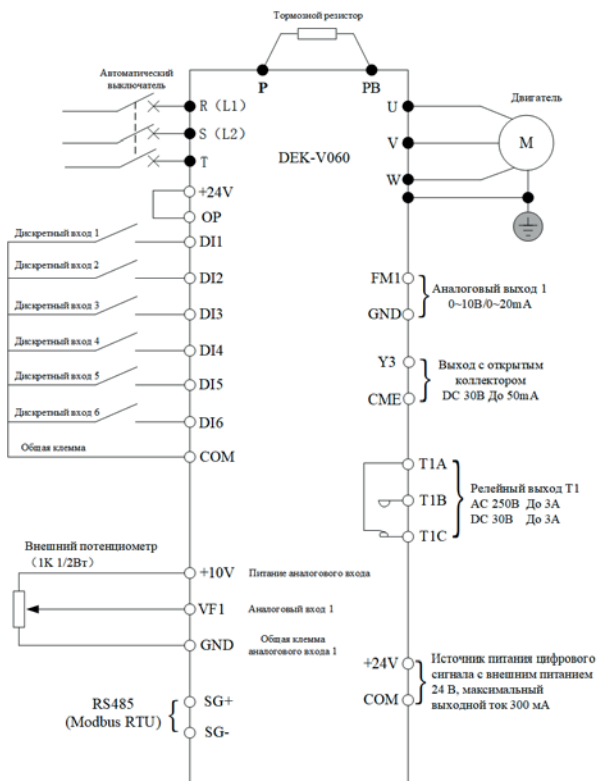 Тормозной резистор
P
PB
Автоматический
выключатель
R (L1)
S (L2)
T
DEK-V060
U
V
W
Двигатель
M
+24V
OP
Дискретный вход 1
DI1
Дискретный вход 2
DI2
Дискретный вход 3
DI3
Дискретный вход 4
DI4
Дискретный вход 5
DI5
Дискретный вход 6
DI6
Общая клемма
COM
FM1
GND
Аналоговый выход 1
0~10В/0~20mA
Y3
CME
Выход с открытым
коллектором
DC 30В До 50mA
T1A
T1B
T1C
Релейный выход T1
AC 250В До 3A
DC 30В До 3A
Внешний потенциометр
(1K 1/2Вт)
+10V
Питание аналогового входа
VF1
Аналоговый вход 1
GND
Общая клемма
аналогового входа 1
+24V
COM
Источник питания цифрового
сигнала с внешним питанием
24 В, максимальный
выходной ток 300 мА
RS485
(Modbus RTU)
SG+
SG-